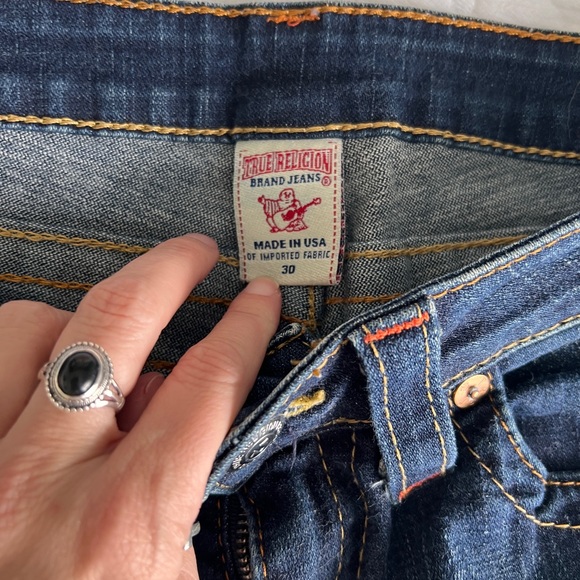 TRUE RELIGION
BRAND JEANS ®
MADE IN USA
OF IMPORTED FABRIC
30